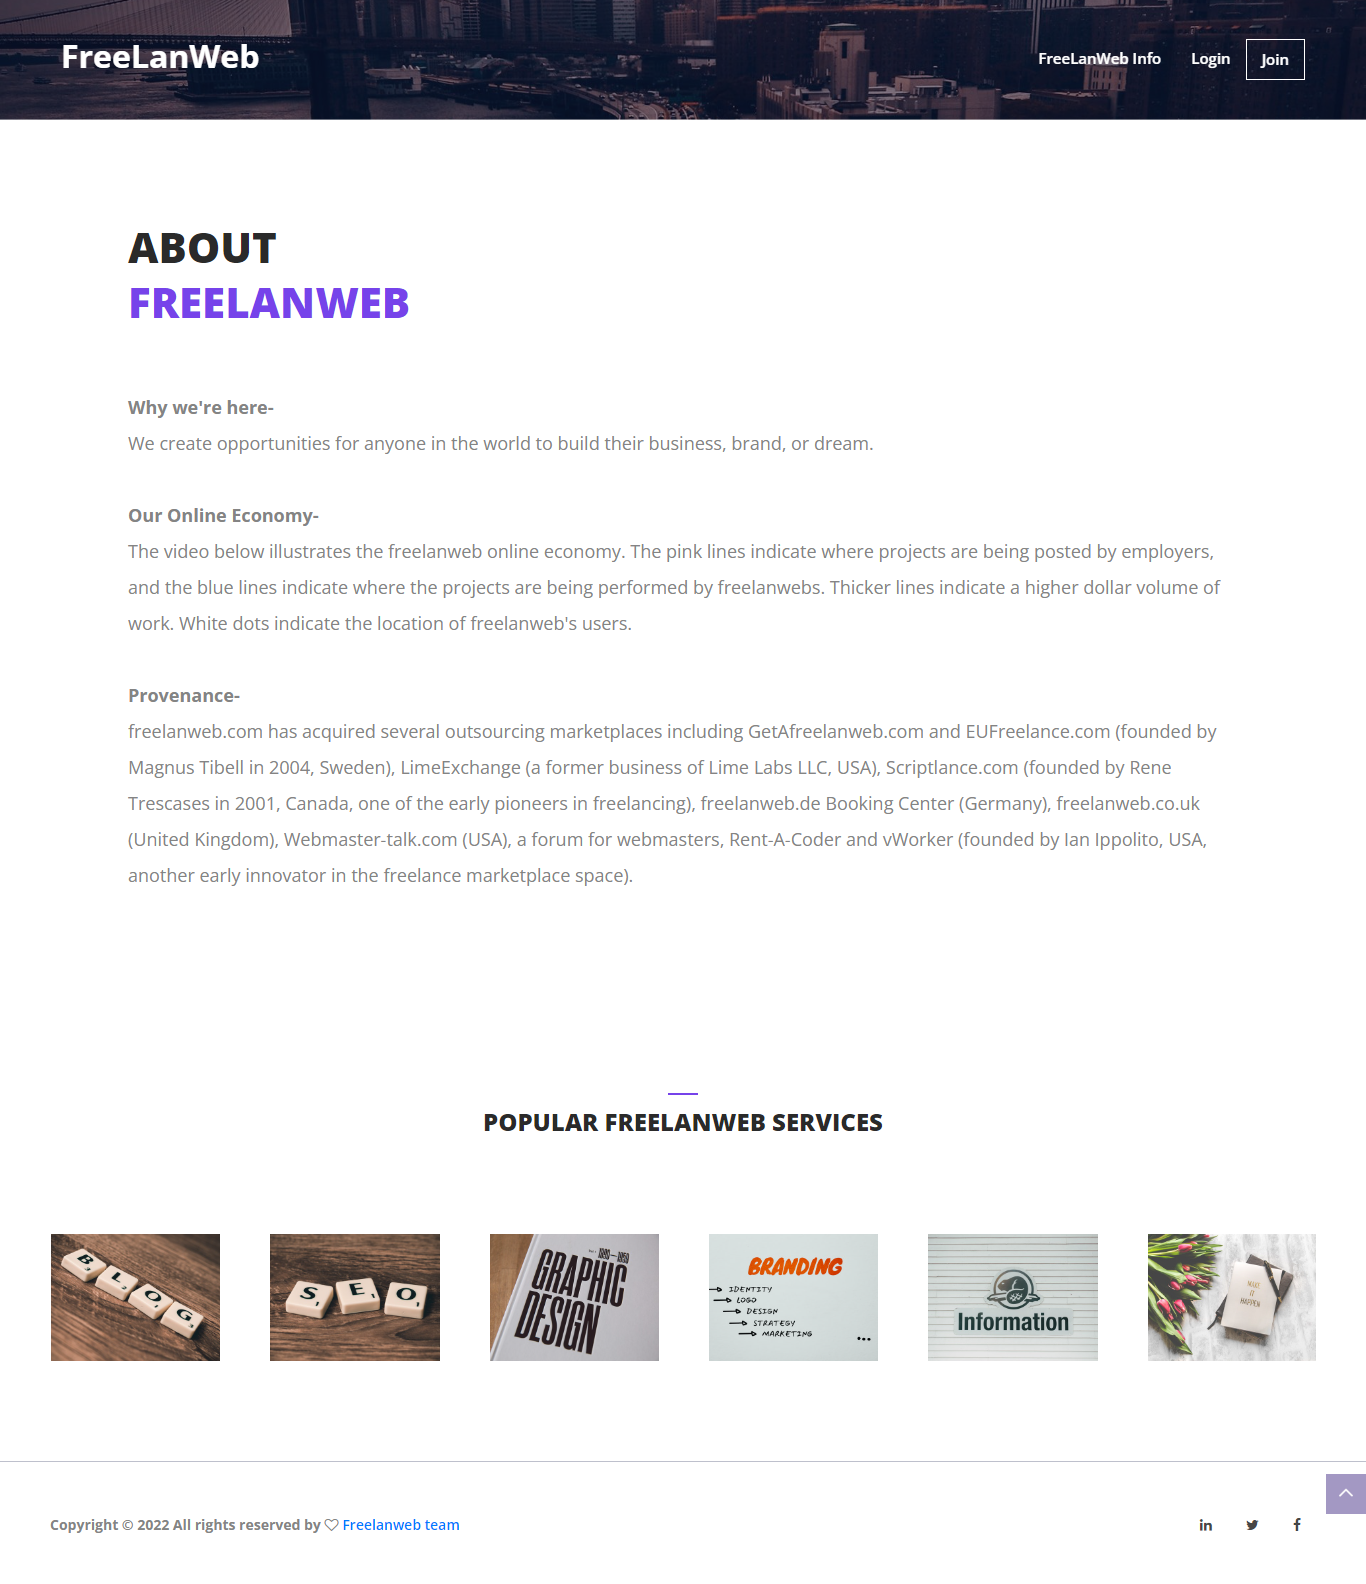 FreeLanWeb
FreeLanWeb Info Login Join
ABOUT
FREELANWEB
Why we're here-
We create opportunities for anyone in the world to build their business, brand, or dream.
Our Online Economy-
The video below illustrates the freelanweb online economy. The pink lines indicate where projects are being posted by employers,
and the blue lines indicate where the projects are being performed by freelanwebs. Thicker lines indicate a higher dollar volume of
work. White dots indicate the location of freelanweb's users.
Provenance-
freelanweb.com has acquired several outsourcing marketplaces including GetAfreelanweb.com and EUFreelance.com (founded by
Magnus Tibell in 2004, Sweden), LimeExchange (a former business of Lime Labs LLC, USA), Scriptlance.com (founded by Rene
Trescases in 2001, Canada, one of the early pioneers in freelancing), freelanweb.de Booking Center (Germany), freelanweb.co.uk
(United Kingdom), Webmaster-talk.com (USA), a forum for webmasters, Rent-A-Coder and vWorker (founded by Ian Ippolito, USA,
another early innovator in the freelance marketplace space).
POPULAR FREELANWEB SERVICES
BLOG
SEO
GRAPHIC
DESIGN
BRANDING
IDENTITY
LOGO
DESIGN
STRATEGY
MARKETING
Information
MAKE
IT
HAPPEN
Copyright © 2022 All rights reserved by ♡ Freelanweb team